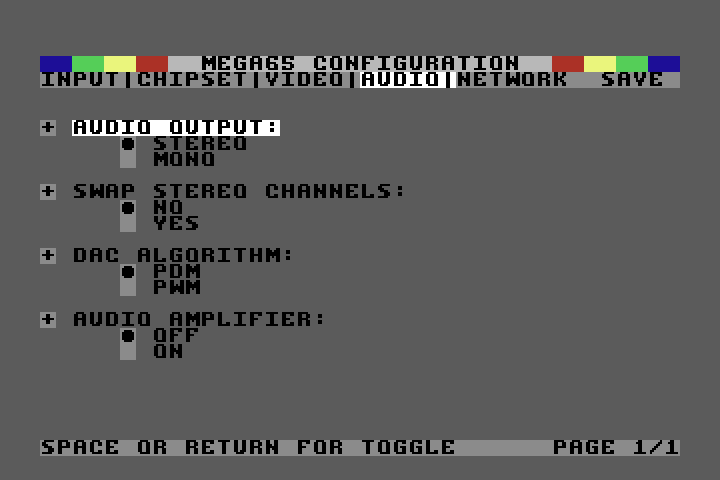 MEGA65 CONFIGURATION
INPUT|CHIPSET|VIDEO|AUDIO|NETWORK SAVE
+ AUDIO OUTPUT:
● STEREO
MONO
+ SWAP STEREO CHANNELS:
● NO
YES
+ DAC ALGORITHM:
● PDM
PWM
+ AUDIO AMPLIFIER:
● OFF
ON
SPACE OR RETURN FOR TOGGLE PAGE 1/1